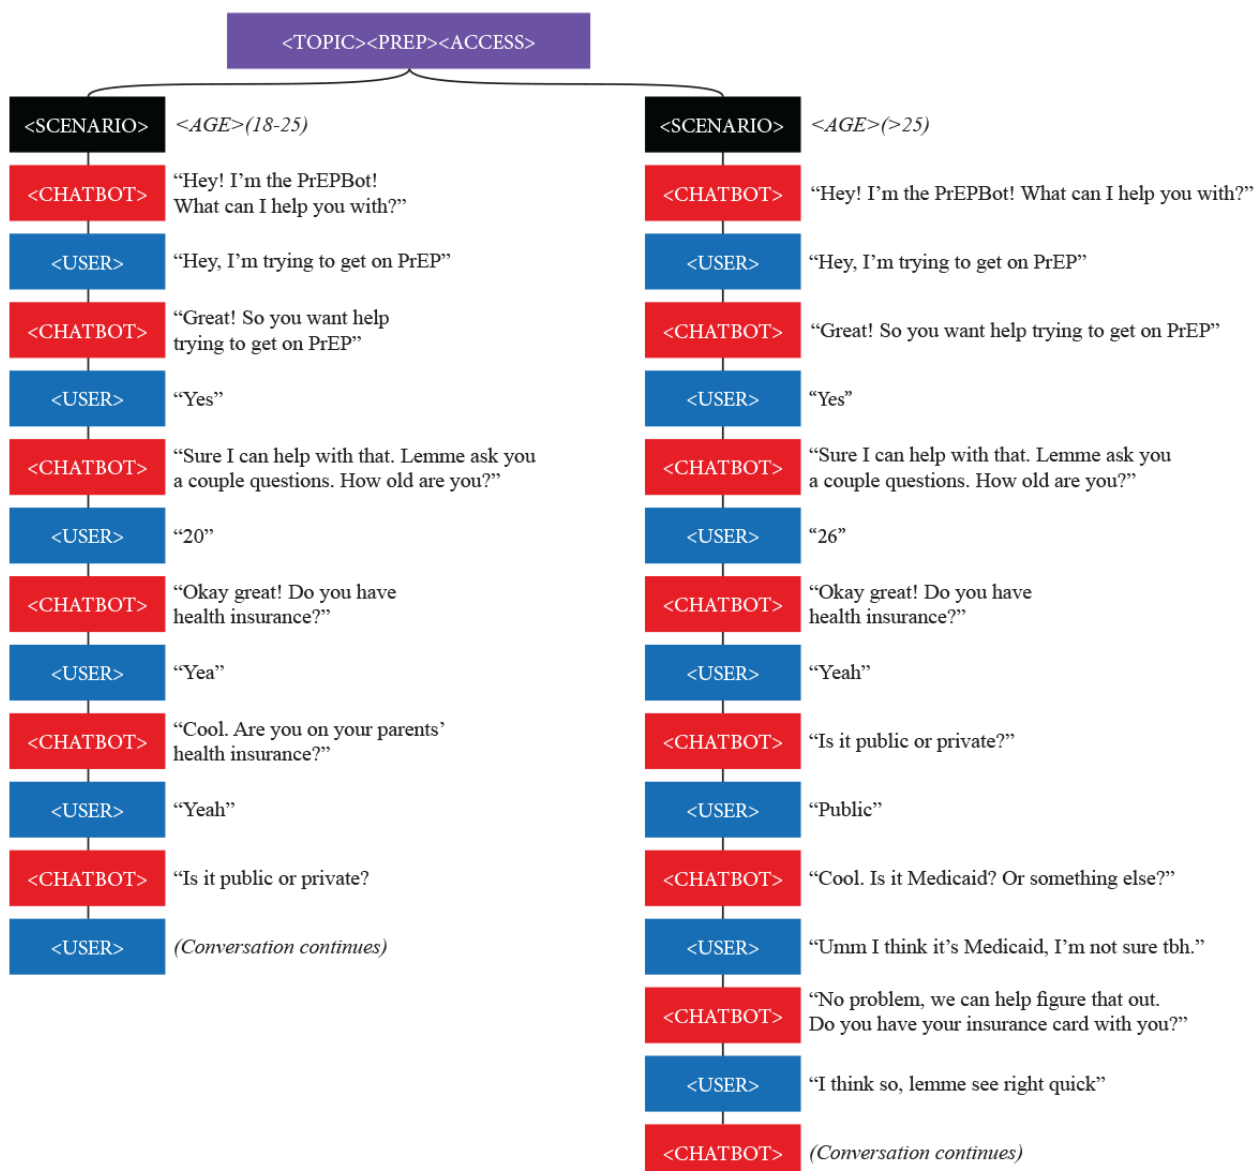 <TOPIC><PREP><ACCESS>
<SCENARIO>
<AGE>(18-25)
<CHATBOT>
“Hey! I’m the PrEPBot!
What can I help you with?”
<USER>
“Hey, I’m trying to get on PrEP”
<CHATBOT>
“Great! So you want help
trying to get on PrEP”
<USER>
“Yes”
<CHATBOT>
“Sure I can help with that. Lemme ask you
a couple questions. How old are you?”
<USER>
“20”
<CHATBOT>
“Okay great! Do you have
health insurance?”
<USER>
“Yea”
<CHATBOT>
“Cool. Are you on your parents’
health insurance?”
<USER>
“Yeah”
<CHATBOT>
“Is it public or private?
<USER>
(Conversation continues)
<SCENARIO>
<AGE>(>25)
<CHATBOT>
“Hey! I’m the PrEPBot! What can I help you with?”
<USER>
“Hey, I’m trying to get on PrEP”
<CHATBOT>
“Great! So you want help trying to get on PrEP”
<USER>
“Yes”
<CHATBOT>
“Sure I can help with that. Lemme ask you
a couple questions. How old are you?”
<USER>
“26”
<CHATBOT>
“Okay great! Do you have
health insurance?”
<USER>
“Yeah”
<CHATBOT>
“Is it public or private?”
<USER>
“Public”
<CHATBOT>
“Cool. Is it Medicaid? Or something else?”
<USER>
“Umm I think it’s Medicaid, I’m not sure tbh.”
<CHATBOT>
“No problem, we can help figure that out.
Do you have your insurance card with you?”
<USER>
“I think so, lemme see right quick”
<CHATBOT>
(Conversation continues)